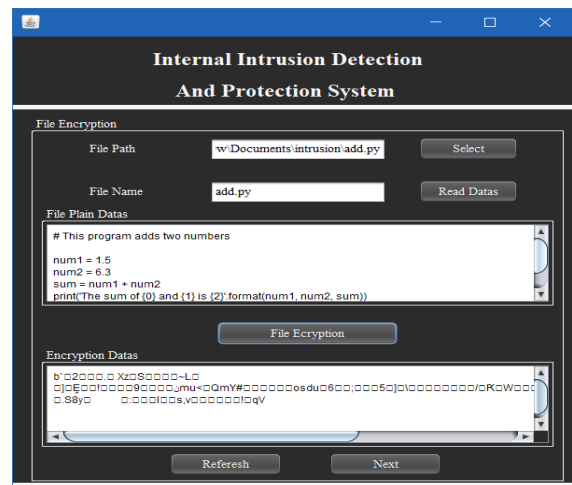 Internal Intrusion Detection
And Protection System
File Encryption
File Path
w\Documents\intrusion\add.py
Select
File Name
add.py
Read Datas
File Plain Datas
# This program adds two numbers
num1 = 1.5
num2 = 6.3
sum = num1 + num2
print('The sum of {0} and {1} is {2}'.format(num1, num2, sum))
File Ecryption
Encryption Datas
Referesh
Next